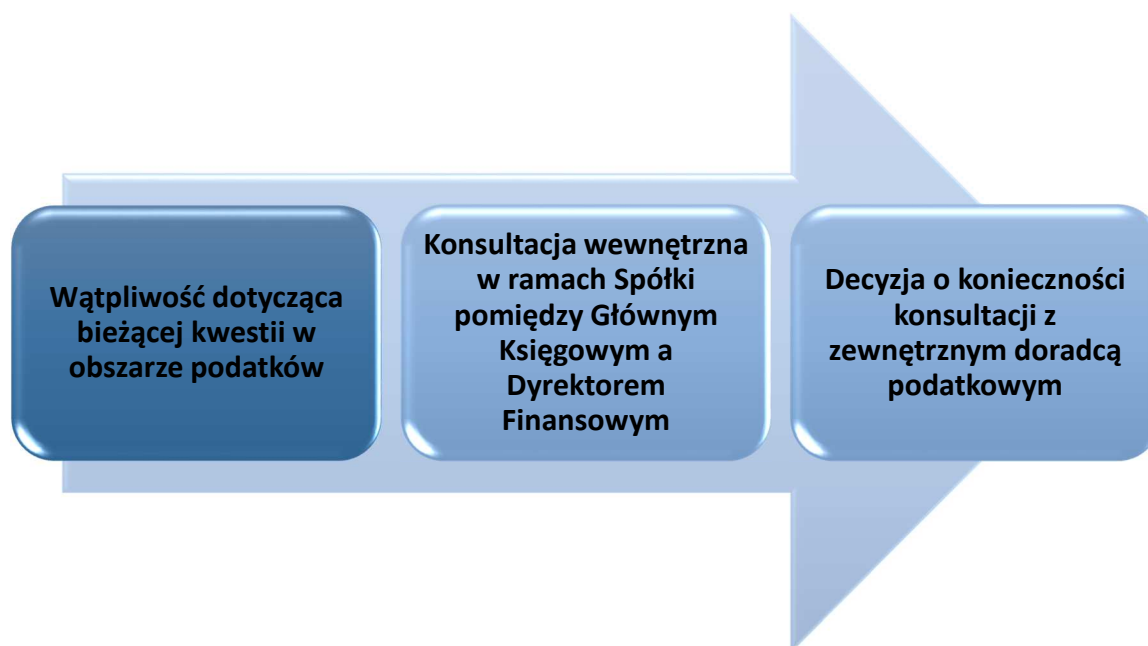 Wątpliwość dotycząca
bieżącej kwestii w
obszarze podatków
Konsultacja wewnętrzna
w ramach Spółki
pomiędzy Głównym
Księgowym a
Dyrektorem
Finansowym
Decyzja o konieczności
konsultacji z
zewnętrznym doradcą
podatkowym